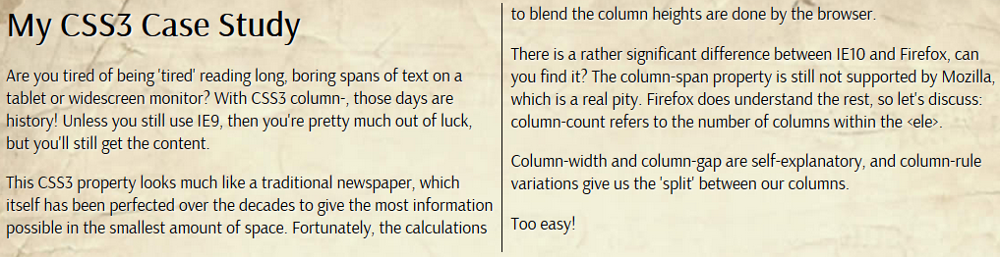 My CSS3 Case Study
Are you tired of being 'tired' reading long, boring spans of text on a
tablet or widescreen monitor? With CSS3 column-, those days are
history! Unless you still use IE9, then you're pretty much out of luck,
but you'll still get the content.
This CSS3 property looks much like a traditional newspaper, which
itself has been perfected over the decades to give the most information
possible in the smallest amount of space. Fortunately, the calculations
to blend the column heights are done by the browser.
There is a rather significant difference between IE10 and Firefox, can
you find it? The column-span property is still not supported by Mozilla,
which is a real pity. Firefox does understand the rest, so let's discuss:
column-count refers to the number of columns within the <ele>.
Column-width and column-gap are self-explanatory, and column-rule
variations give us the 'split' between our columns.
Too easy!